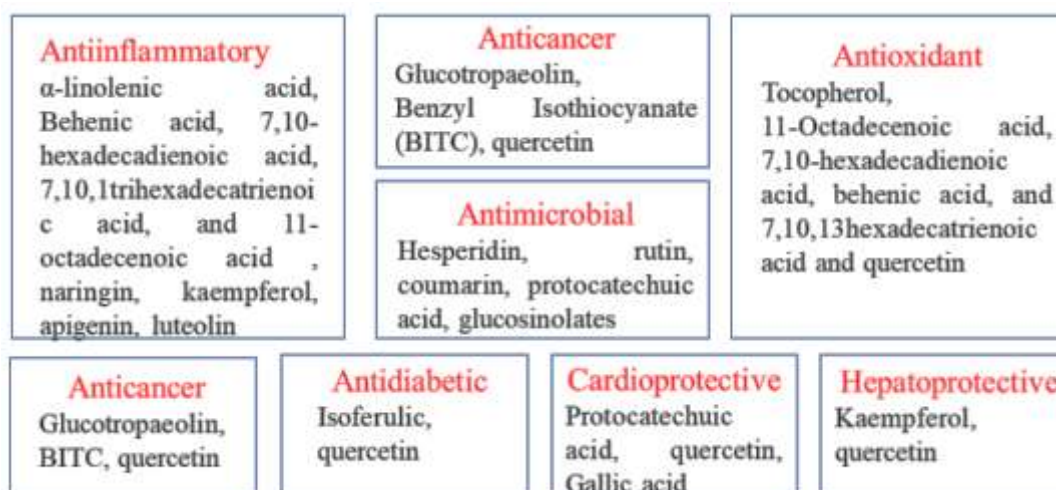 Antiinflammatory
α-linolenic acid,
Behenic acid, 7,10-
hexadecadienoic acid,
7,10,1trihexadecatrienoi
c acid, and 11-
octadecenoic acid ,
naringin, kaempferol,
apigenin, luteolin
Anticancer
Glucotropaeolin,
Benzyl Isothiocyanate
(BITC), quercetin
Antimicrobial
Hesperidin, rutin,
coumarin, protocatechuic
acid, glucosinolates
Antioxidant
Tocopherol,
11-Octadecenoic acid,
7,10-hexadecadienoic
acid, behenic acid, and
7,10,13hexadecatrienoic
acid and quercetin
Anticancer
Glucotropaeolin,
BITC, quercetin
Antidiabetic
Isoferulic,
quercetin
Cardioprotective
Protocatechuic
acid, quercetin,
Gallic acid
Hepatoprotective
Kaempferol,
quercetin